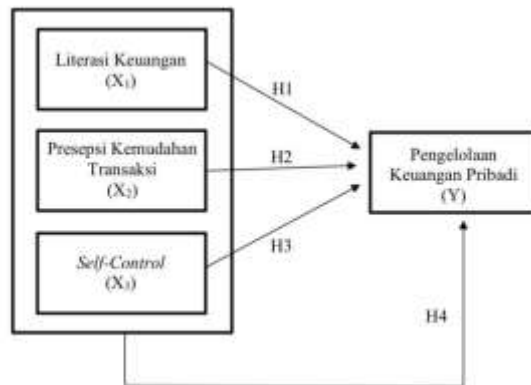 Literasi Keuangan
(X₁)
H1
Presepsi Kemudahan
Transaksi
(X₂)
H2
Pengelolaan
Keuangan Pribadi
(Y)
Self-Control
(X₃)
H3
H4